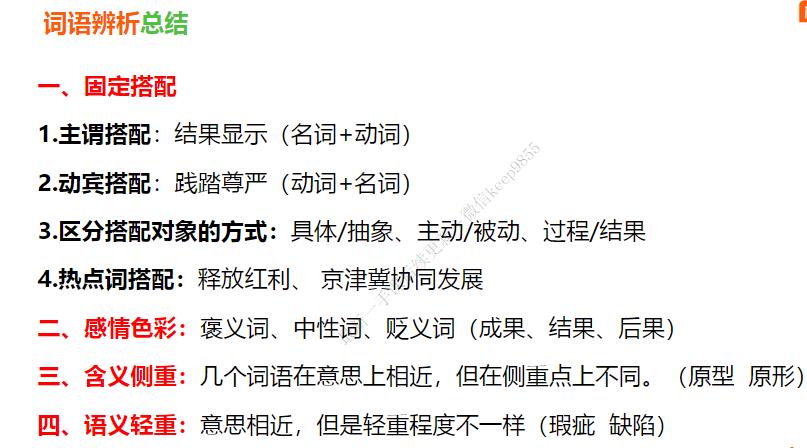 词语辨析总结
一、固定搭配
1.主谓搭配：结果显示（名词+动词）
2.动宾搭配：践踏尊严（动词+名词）
3.区分搭配对象的方式：具体/抽象、主动/被动、过程/结果
4.热点词搭配：释放红利、 京津冀协同发展
二、感情色彩：褒义词、中性词、贬义词（成果、结果、后果）
三、含义侧重：几个词语在意思上相近，但在侧重点上不同。（原型 原形）
四、语义轻重：意思相近，但是轻重程度不一样（瑕疵 缺陷）
微信keep9855